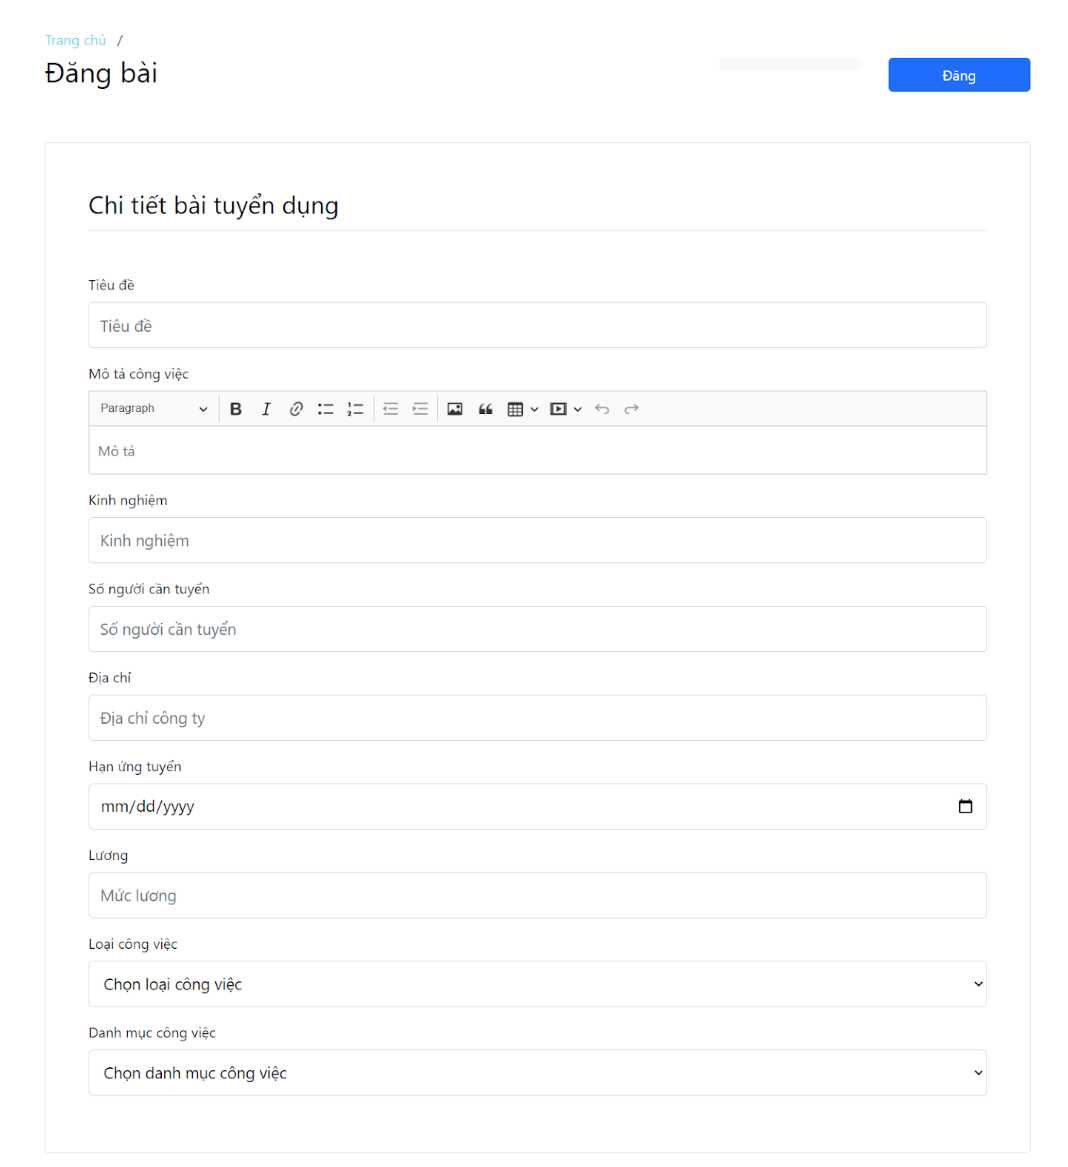 Trang chủ /
Đăng bài
Đăng
Chi tiết bài tuyển dụng
Tiêu đề
Tiêu đề
Mô tả công việc
Paragraph
Mô tả
Kinh nghiệm
Kinh nghiệm
Số người cần tuyển
Số người cần tuyển
Địa chỉ
Địa chỉ công ty
Hạn ứng tuyển
mm/dd/yyyy
Lương
Mức lương
Loại công việc
Chọn loại công việc
Danh mục công việc
Chọn danh mục công việc